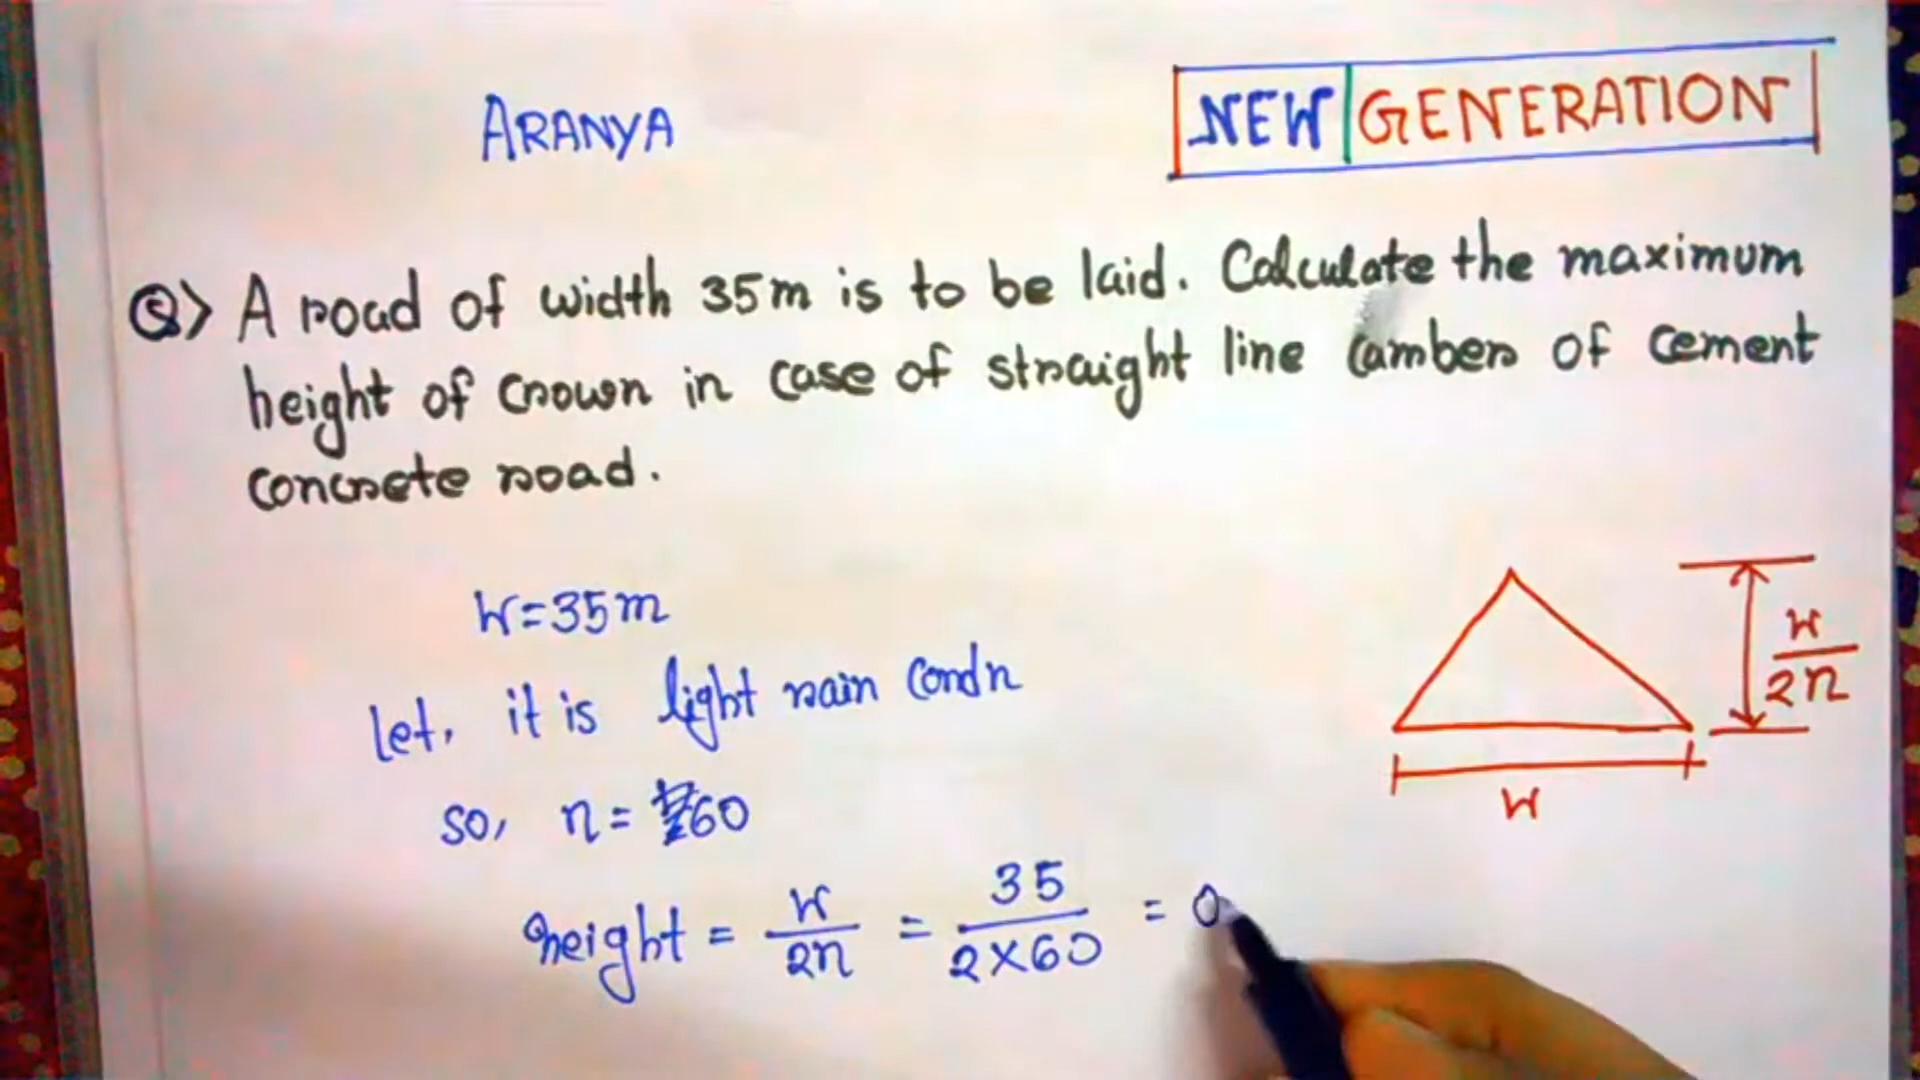 ARANYA
NEW GENERATION
Q> A road of width 35m is to be laid. Calculate the maximum
height of crown in case of straight line camber of cement
concrete road.
W=35m
Let, it is light rain condn
so, n= 60
height = W/2n = 35/2×60 = 0
W/2n
W